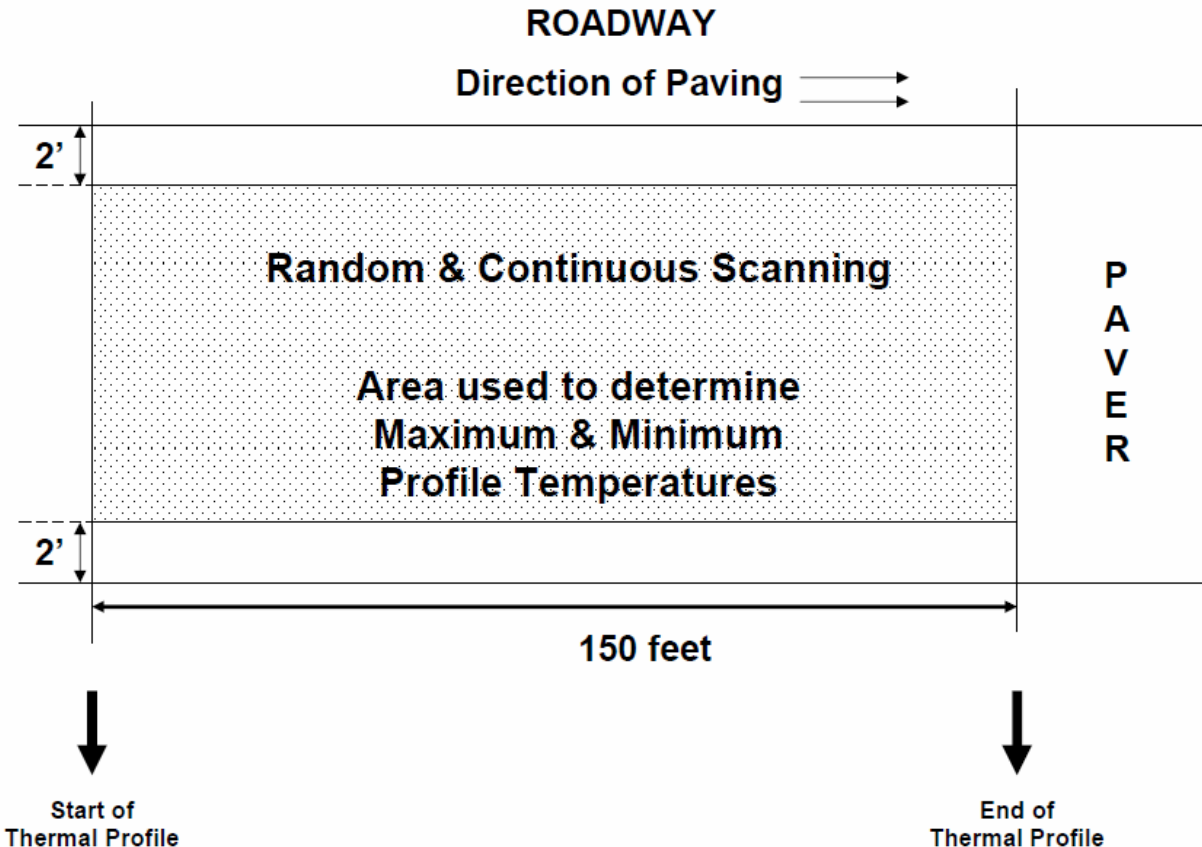 ROADWAY
Direction of Paving
2’
Random & Continuous Scanning
P
A
V
E
R
Area used to determine
Maximum & Minimum
Profile Temperatures
2’
150 feet
Start of
Thermal Profile
End of
Thermal Profile